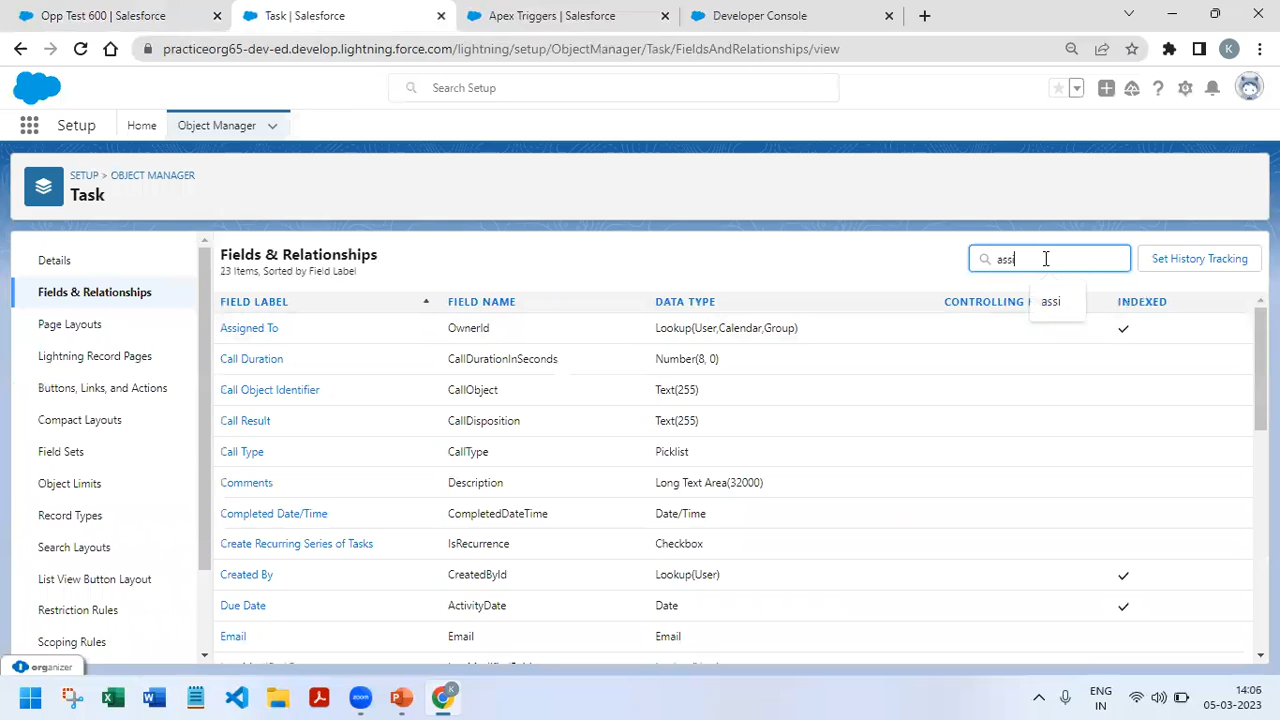 Opp Test 600 | Salesforce
Task | Salesforce
Apex Triggers | Salesforce
Developer Console
practiceorg65-dev-ed.develop.lightning.force.com/lightning/setup/ObjectManager/Task/FieldsAndRelationships/view
K
Search Setup
Setup
Home
Object Manager
SETUP > OBJECT MANAGER
Task
Details
Fields & Relationships
Page Layouts
Lightning Record Pages
Buttons, Links, and Actions
Compact Layouts
Field Sets
Object Limits
Record Types
Search Layouts
List View Button Layout
Restriction Rules
Scoping Rules
Fields & Relationships
23 Items, Sorted by Field Label
assi
Set History Tracking
assi
FIELD LABEL FIELD NAME DATA TYPE CONTROLLING INDEXED
Assigned To OwnerId Lookup(User,Calendar,Group)
Call Duration CallDurationInSeconds Number(8, 0)
Call Object Identifier CallObject Text(255)
Call Result CallDisposition Text(255)
Call Type CallType Picklist
Comments Description Long Text Area(32000)
Completed Date/Time CompletedDateTime Date/Time
Create Recurring Series of Tasks IsRecurrence Checkbox
Created By CreatedById Lookup(User)
Due Date ActivityDate Date
Email Email Email
organizer
zoom
K
ENG
IN
14:06
05-03-2023